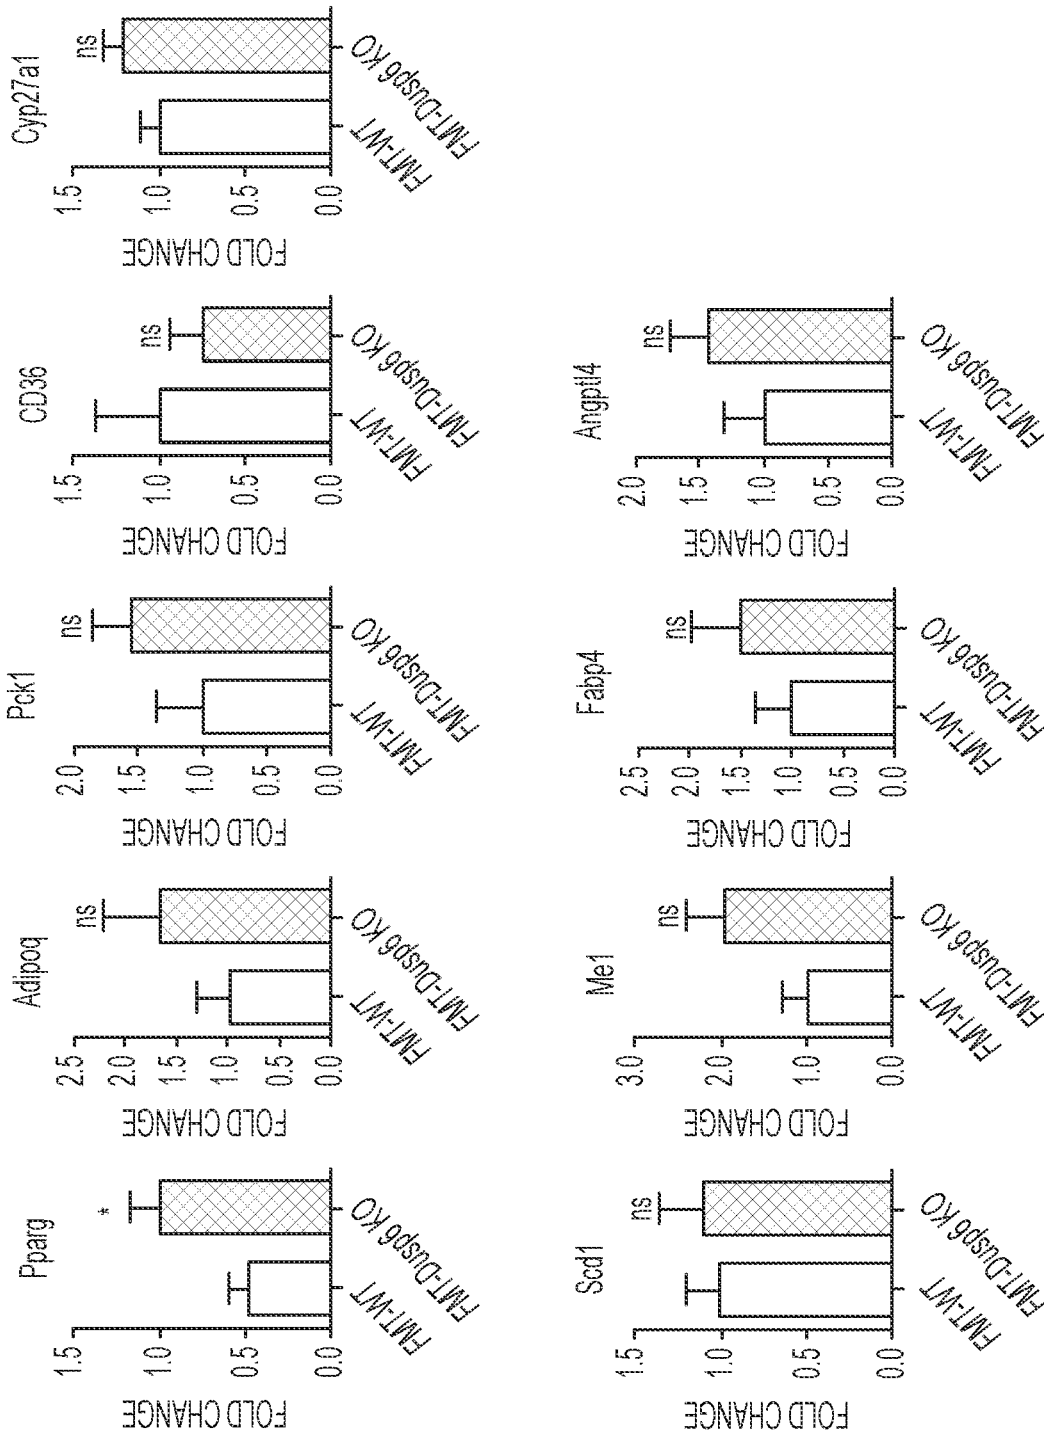 Pparg
FOLD CHANGE
1.5
1.0
0.5
0.0
*
FMT-WT
FMT-Dusp6 KO
Adipoq
FOLD CHANGE
2.5
2.0
1.5
1.0
0.5
0.0
ns
FMT-WT
FMT-Dusp6 KO
Pck1
FOLD CHANGE
2.0
1.5
1.0
0.5
0.0
ns
FMT-WT
FMT-Dusp6 KO
CD36
FOLD CHANGE
1.5
1.0
0.5
0.0
ns
FMT-WT
FMT-Dusp6 KO
Cyp27a1
FOLD CHANGE
1.5
1.0
0.5
0.0
ns
FMT-WT
FMT-Dusp6 KO
Scd1
FOLD CHANGE
1.5
1.0
0.5
0.0
ns
FMT-WT
FMT-Dusp6 KO
Me1
FOLD CHANGE
3.0
2.0
1.0
0.0
ns
FMT-WT
FMT-Dusp6 KO
Fabp4
FOLD CHANGE
2.5
2.0
1.5
1.0
0.5
0.0
ns
FMT-WT
FMT-Dusp6 KO
Angptl4
FOLD CHANGE
2.0
1.5
1.0
0.5
0.0
ns
FMT-WT
FMT-Dusp6 KO